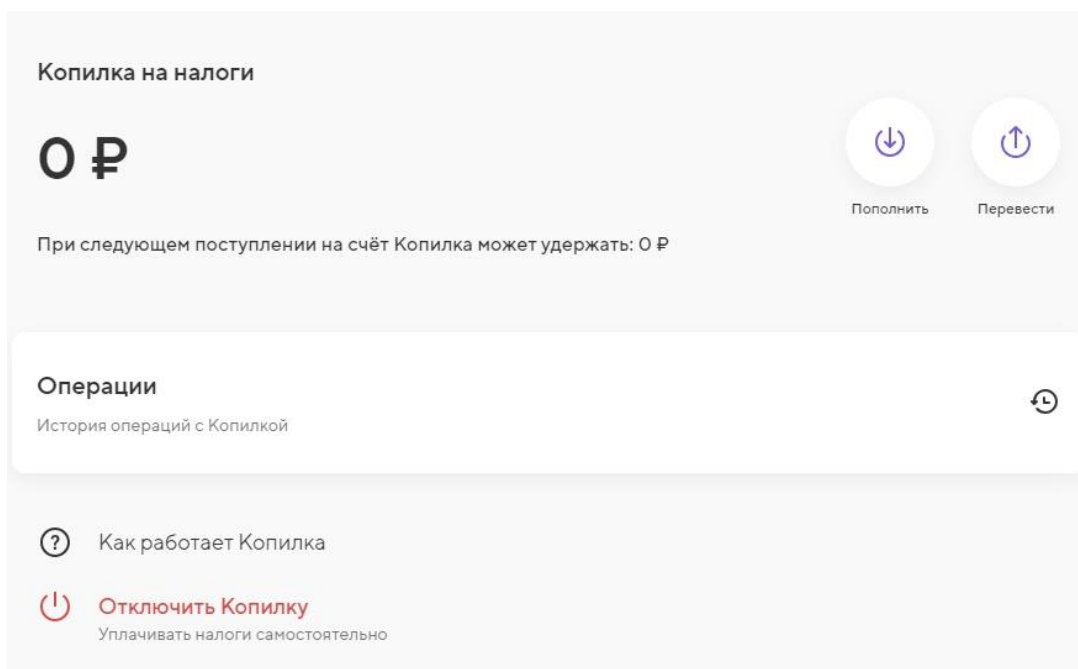 Копилка на налоги
0 ₽
Пополнить
Перевести
При следующем поступлении на счёт Копилка может удержать: 0 ₽
Операции
История операций с Копилкой
Как работает Копилка
Отключить Копилку
Уплачивать налоги самостоятельно